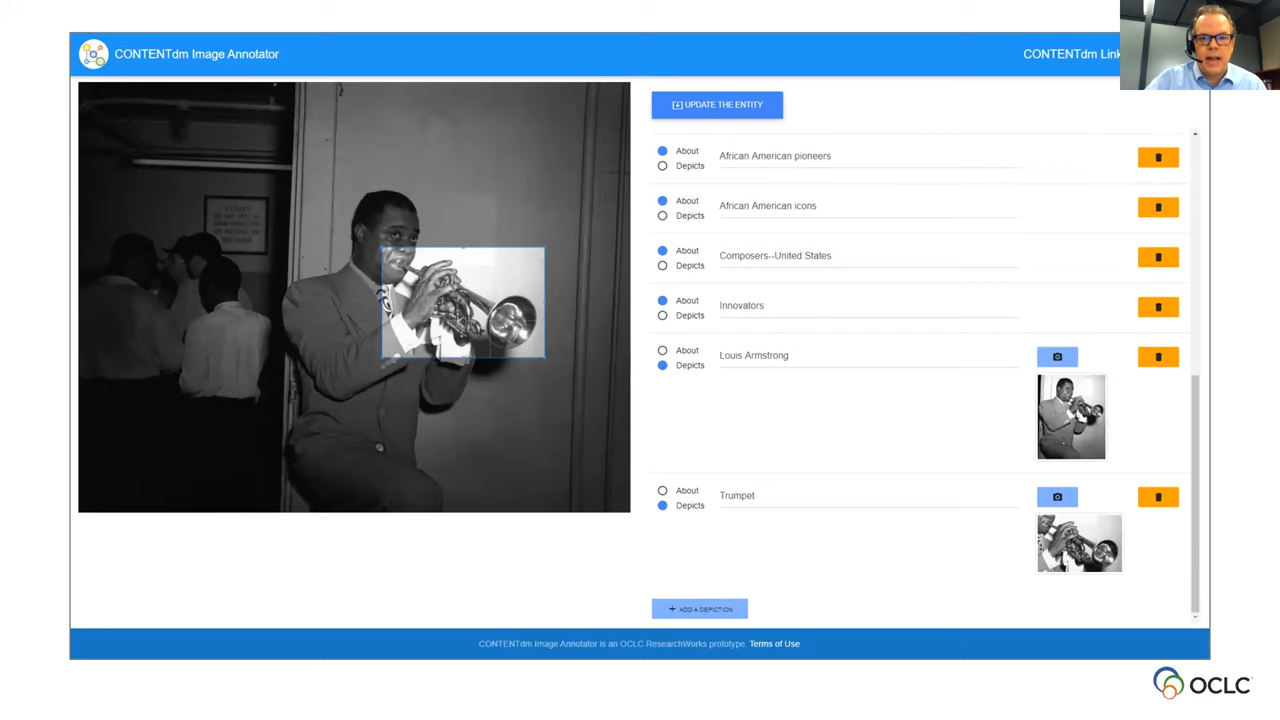 CONTENTdm Image Annotator
CONTENTdm Link
UPDATE THE ENTITY
About
Depicts
African American pioneers
About
Depicts
African American icons
About
Depicts
Composers--United States
About
Depicts
Innovators
About
Depicts
Louis Armstrong
About
Depicts
Trumpet
+ ADD A DEPICTION
CONTENTdm Image Annotator is an OCLC ResearchWorks prototype. Terms of Use
OCLC